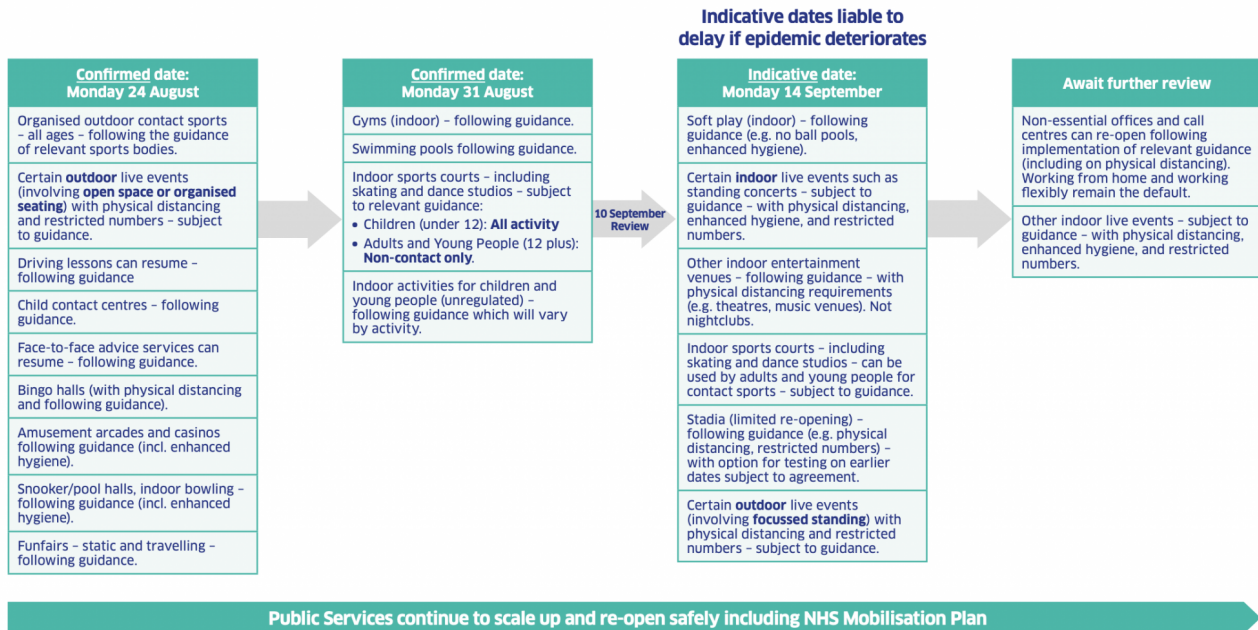 Indicative dates liable to
delay if epidemic deteriorates
Confirmed date:
Monday 24 August
Organised outdoor contact sports
– all ages – following the guidance
of relevant sports bodies.
Certain outdoor live events
(involving open space or organised
seating) with physical distancing
and restricted numbers – subject
to guidance.
Driving lessons can resume –
following guidance
Child contact centres – following
guidance.
Face-to-face advice services can
resume – following guidance.
Bingo halls (with physical distancing
and following guidance).
Amusement arcades and casinos
following guidance (incl. enhanced
hygiene).
Snooker/pool halls, indoor bowling –
following guidance (incl. enhanced
hygiene).
Funfairs – static and travelling –
following guidance.
Confirmed date:
Monday 31 August
Gyms (indoor) – following guidance.
Swimming pools following guidance.
Indoor sports courts – including
skating and dance studios – subject
to relevant guidance:
• Children (under 12): All activity
• Adults and Young People (12 plus):
Non-contact only.
Indoor activities for children and
young people (unregulated) –
following guidance which will vary
by activity.
10 September
Review
Indicative date:
Monday 14 September
Soft play (indoor) – following
guidance (e.g. no ball pools,
enhanced hygiene).
Certain indoor live events such as
standing concerts – subject to
guidance – with physical distancing,
enhanced hygiene, and restricted
numbers.
Other indoor entertainment
venues – following guidance – with
physical distancing requirements
(e.g. theatres, music venues). Not
nightclubs.
Indoor sports courts – including
skating and dance studios – can be
used by adults and young people for
contact sports – subject to guidance.
Stadia (limited re-opening) –
following guidance (e.g. physical
distancing, restricted numbers) –
with option for testing on earlier
dates subject to agreement.
Certain outdoor live events
(involving focussed standing) with
physical distancing and restricted
numbers – subject to guidance.
Await further review
Non-essential offices and call
centres can re-open following
implementation of relevant guidance
(including on physical distancing).
Working from home and working
flexibly remain the default.
Other indoor live events – subject to
guidance – with physical distancing,
enhanced hygiene, and restricted
numbers.
Public Services continue to scale up and re-open safely including NHS Mobilisation Plan